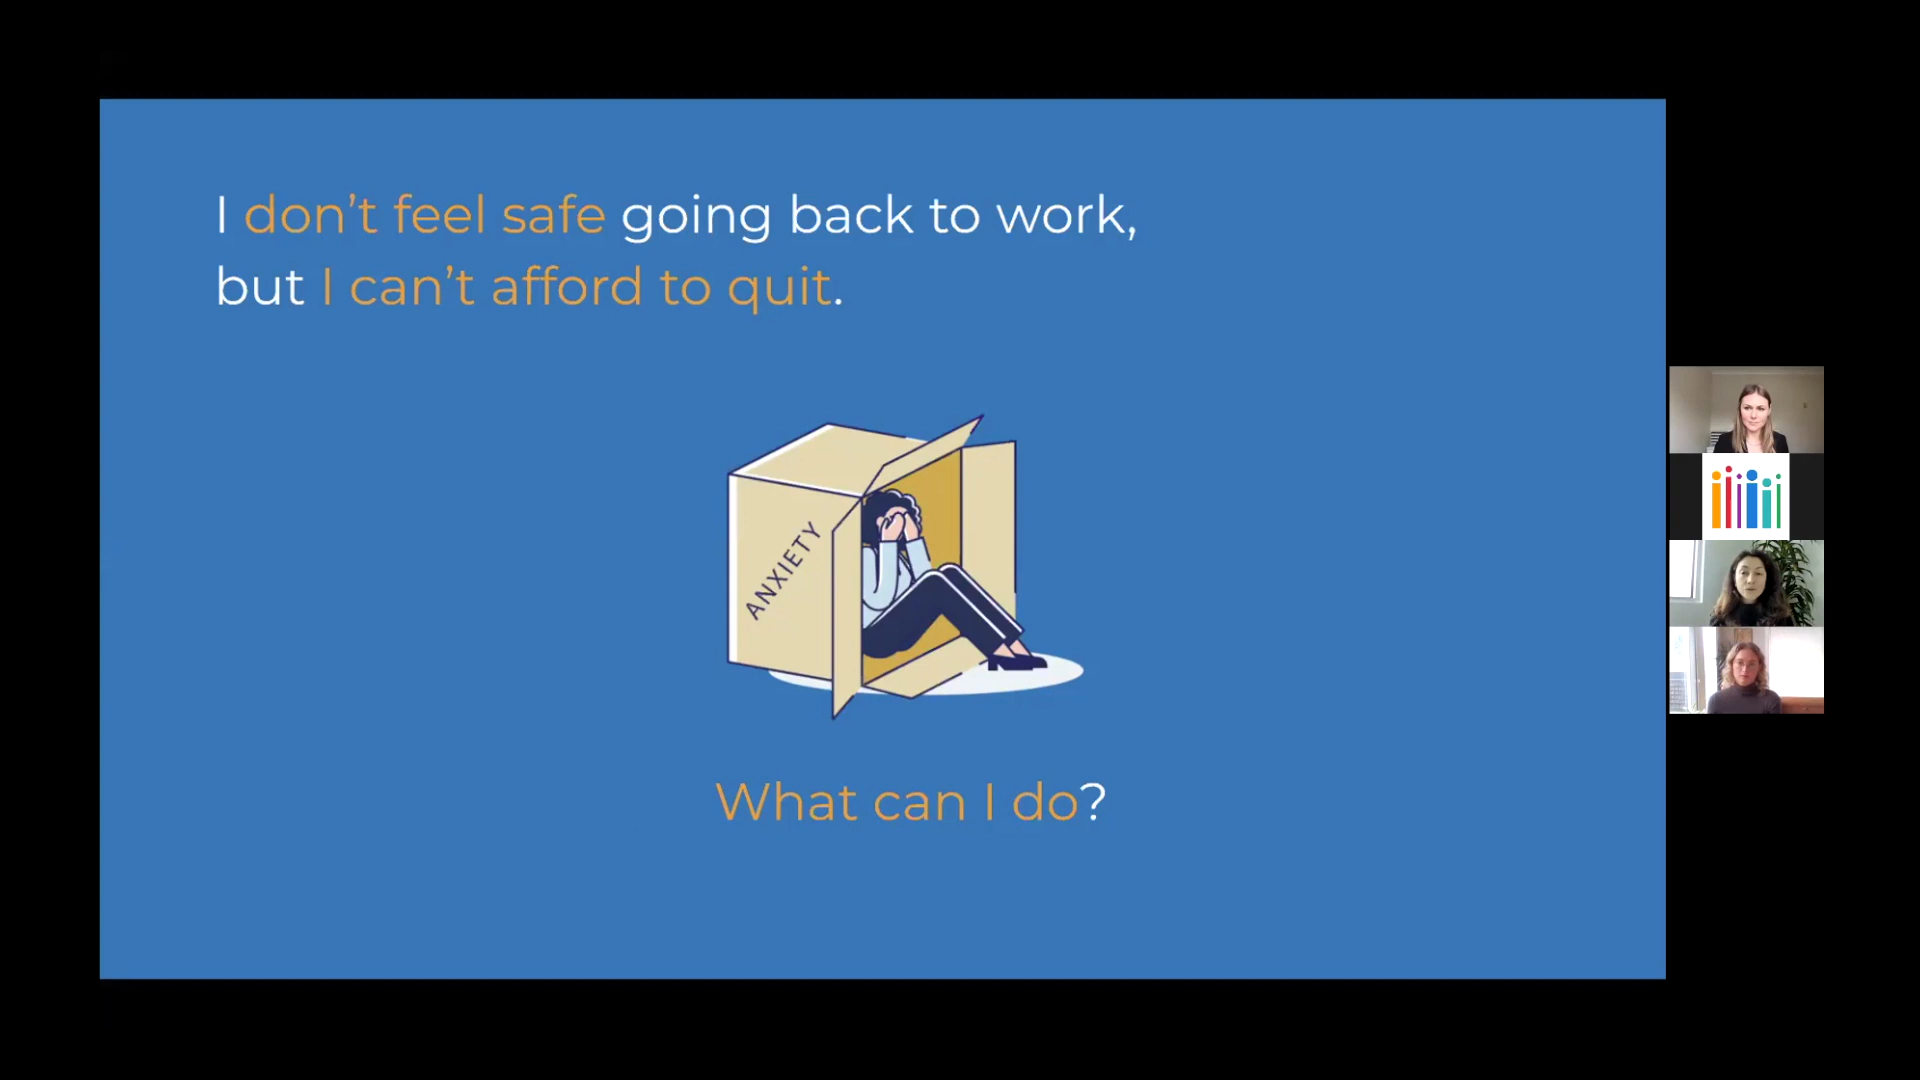 I don’t feel safe going back to work,
but I can’t afford to quit.
ANXIETY
What can I do?